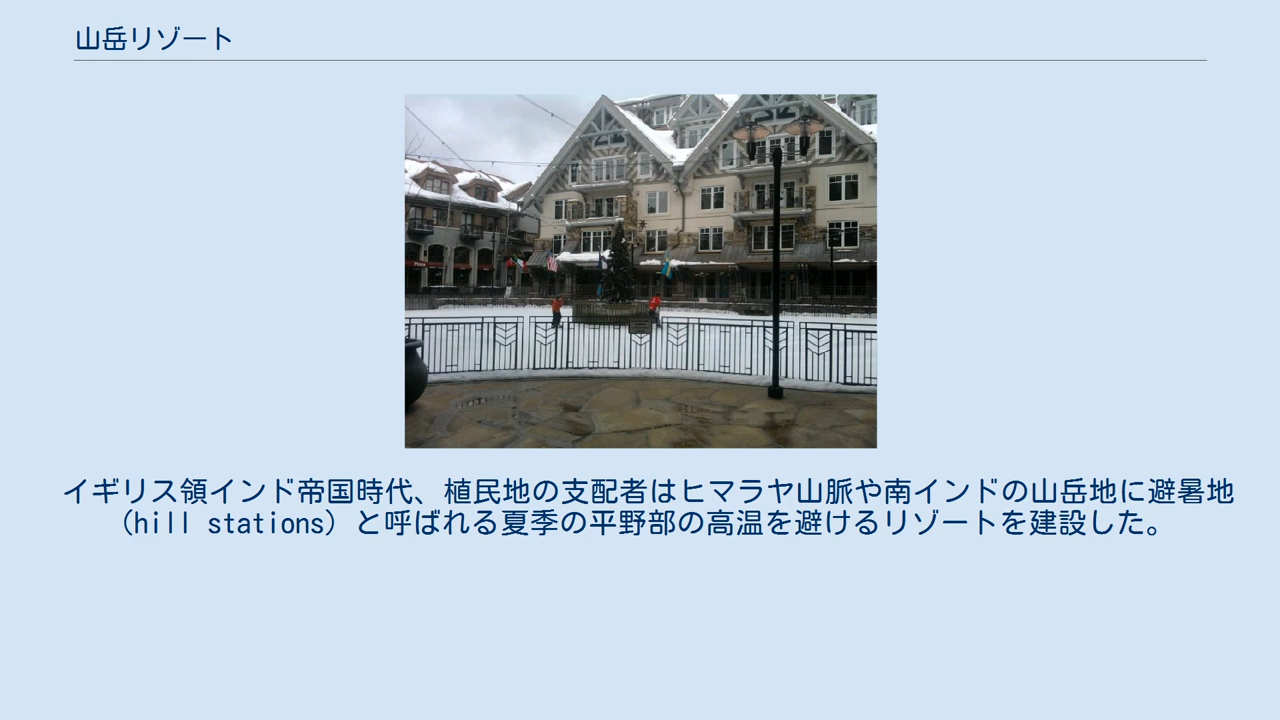 山岳リゾート
イギリス領インド帝国時代、植民地の支配者はヒマラヤ山脈や南インドの山岳地に避暑地
（hill stations）と呼ばれる夏季の平野部の高温を避けるリゾートを建設した。